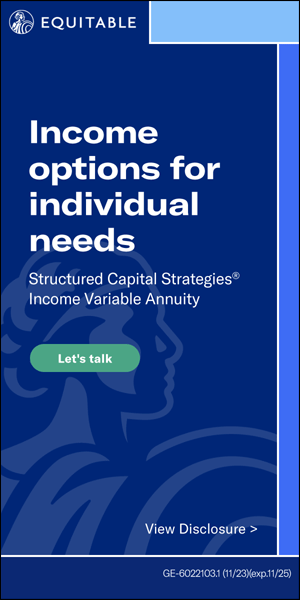 EQUITABLE
Income
options for
individual
needs
Structured Capital Strategies®
Income Variable Annuity
Let's talk
View Disclosure >
GE-6022103.1 (11/23)(exp.11/25)